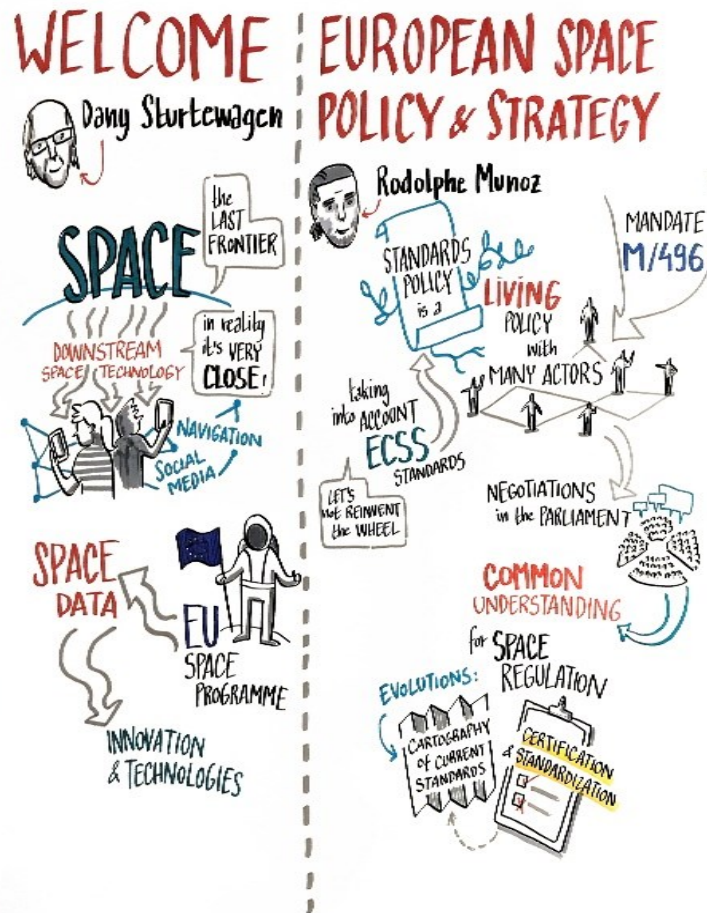 WELCOME
Dany Sturtewagen
the
LAST
FRONTIER
SPACE
in reality
it's VERY
CLOSE!
DOWNSTREAM
SPACE TECHNOLOGY
NAVIGATION
SOCIAL
MEDIA
SPACE
DATA
EU
SPACE
PROGRAMME
INNOVATION
& TECHNOLOGIES
EUROPEAN SPACE
POLICY & STRATEGY
Rodolphe Munoz
MANDATE
M/496
STANDARDS
POLICY
is a
LIVING
POLICY
with
MANY ACTORS
taking
into ACCOUNT
ECSS
STANDARDS
LET'S
NOT REINVENT
the WHEEL
NEGOTIATIONS
in the PARLIAMENT
COMMON
UNDERSTANDING
for SPACE
REGULATION
EVOLUTIONS:
CARTOGRAPHY
OF CURRENT
STANDARDS
CERTIFICATION
& STANDARDIZATION